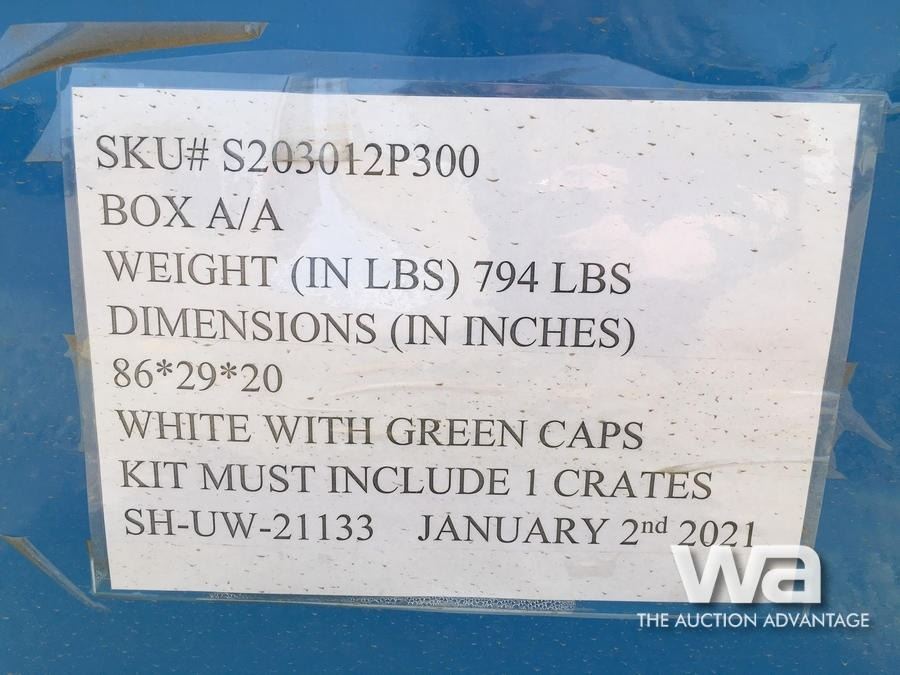 SKU# S203012P300
BOX A/A
WEIGHT (IN LBS) 794 LBS
DIMENSIONS (IN INCHES)
86*29*20
WHITE WITH GREEN CAPS
KIT MUST INCLUDE 1 CRATES
SH-UW-21133 JANUARY 2nd 2021
wa
THE AUCTION ADVANTAGE